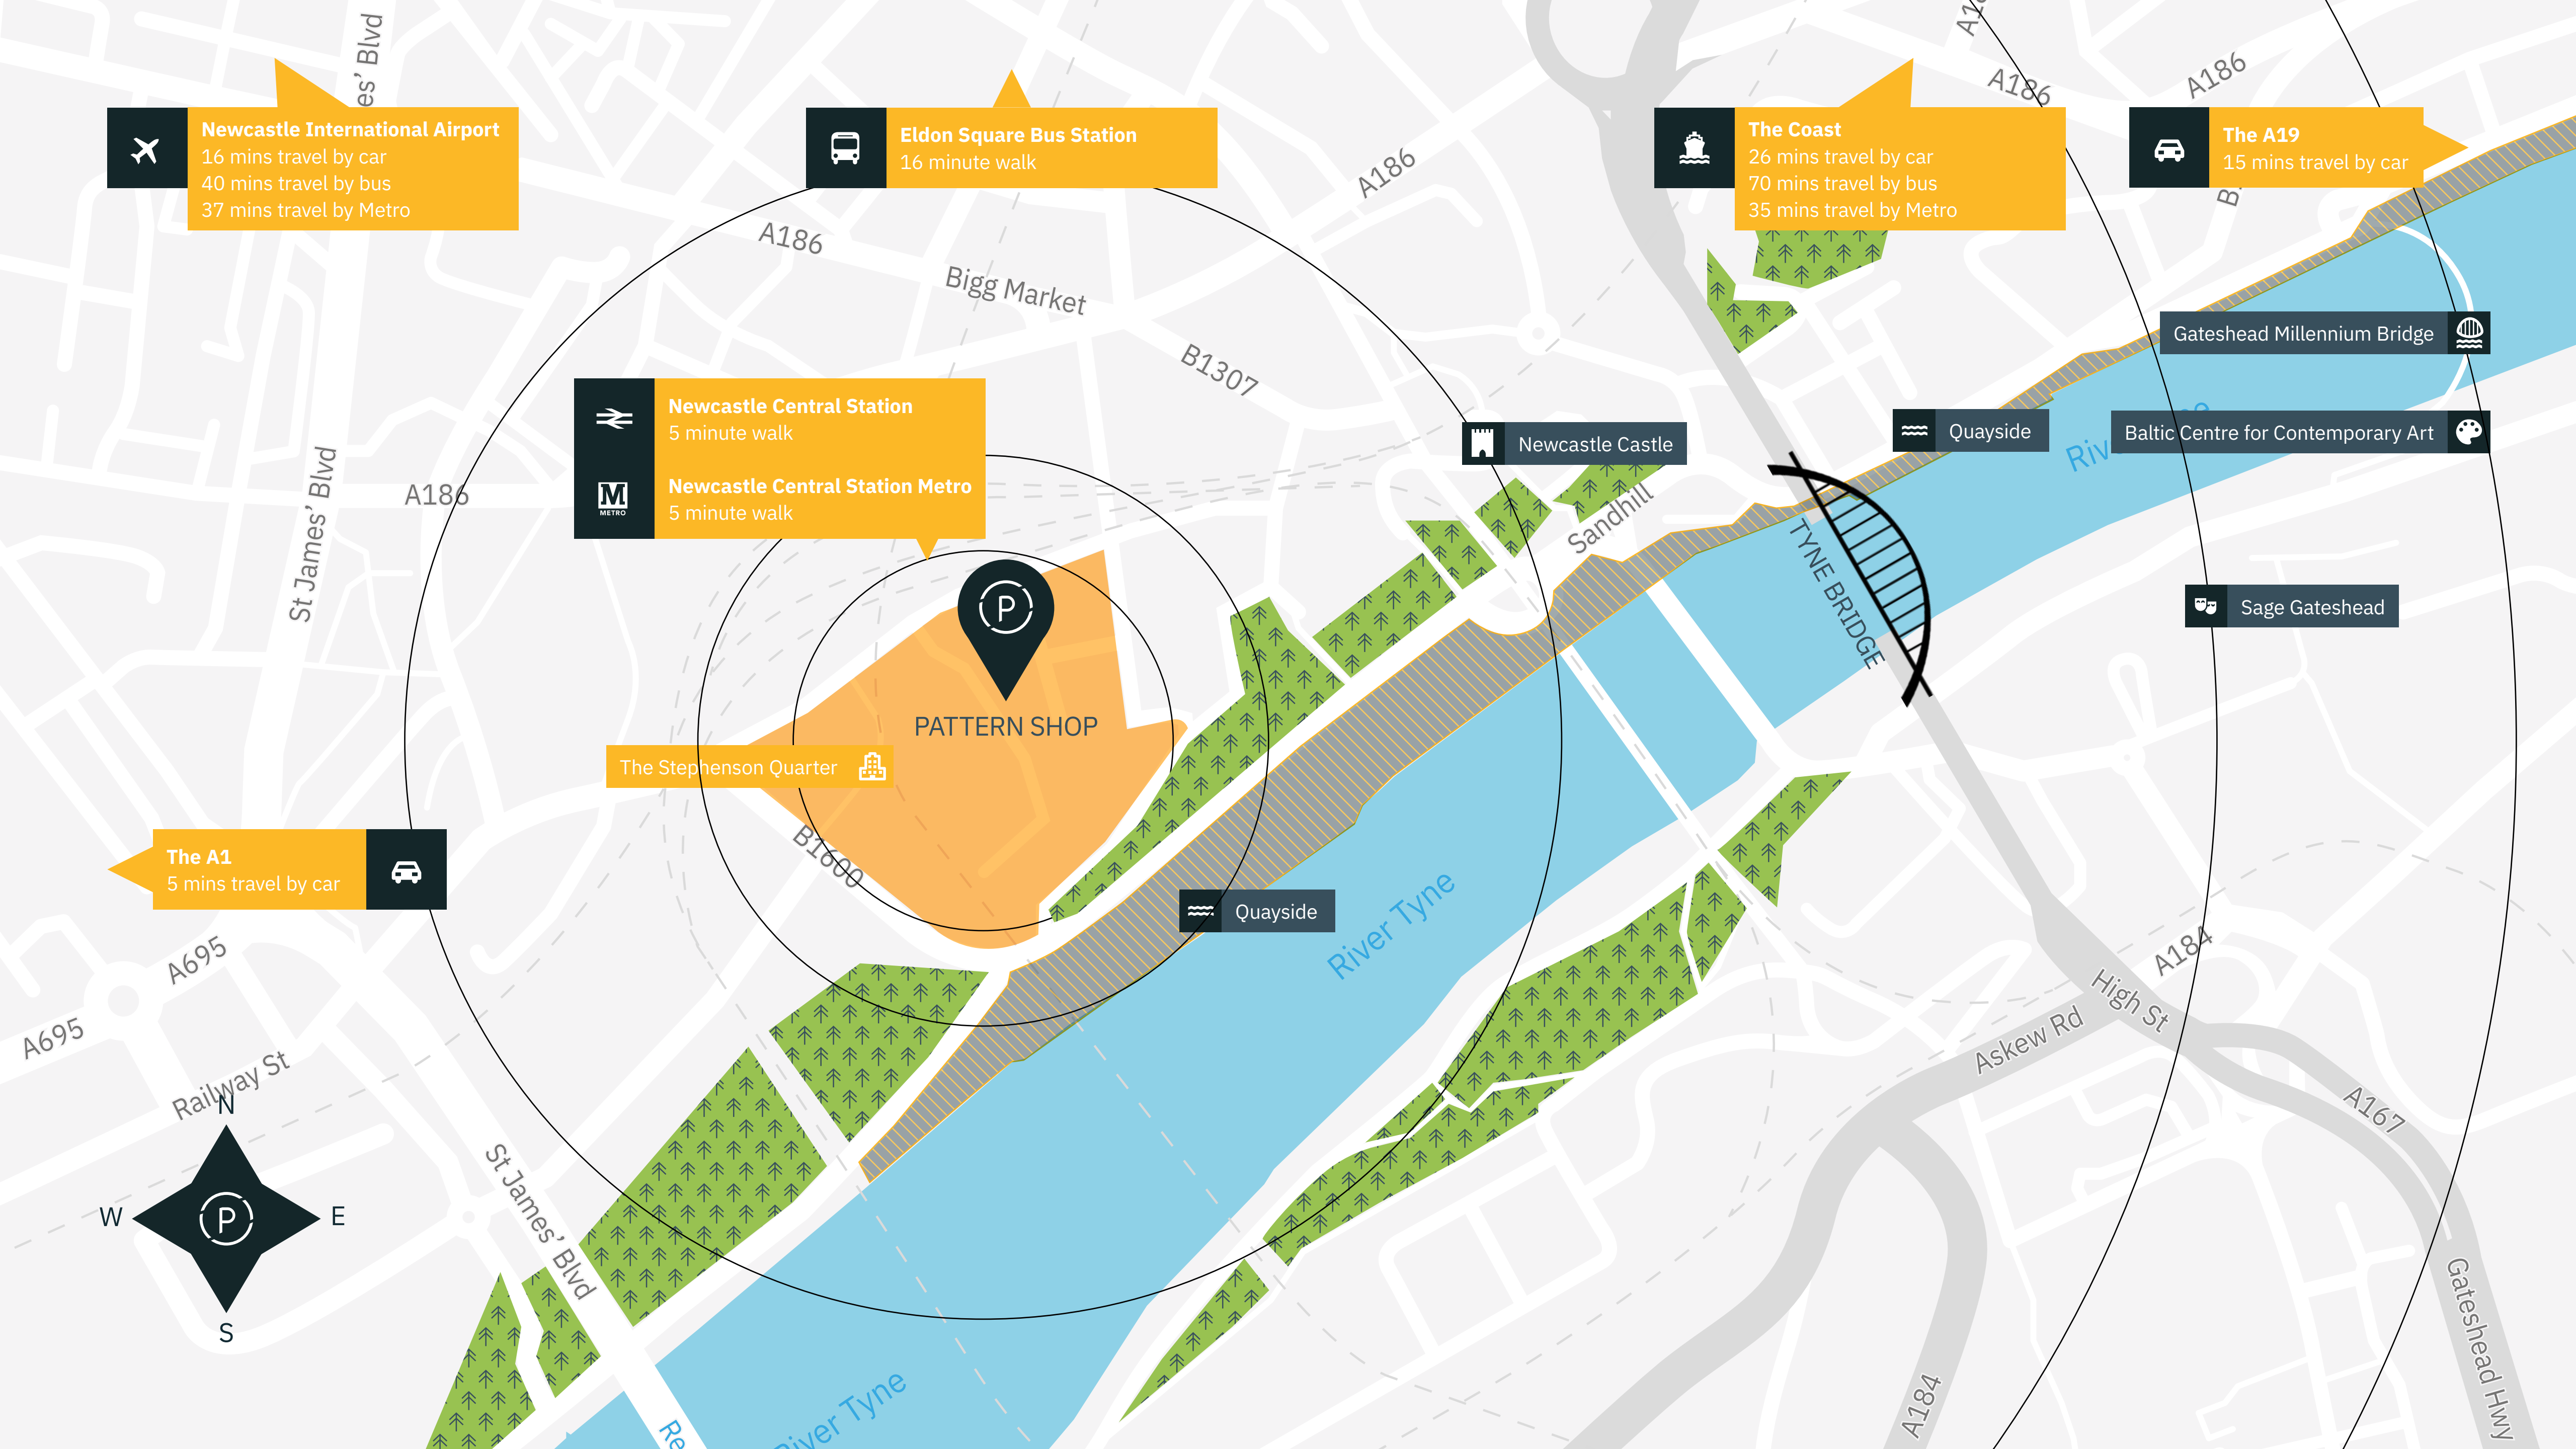 St James' Blvd
A186
A186
Newcastle International Airport
16 mins travel by car
40 mins travel by bus
37 mins travel by Metro
Eldon Square Bus Station
16 minute walk
The Coast
26 mins travel by car
70 mins travel by bus
35 mins travel by Metro
The A19
15 mins travel by car
A186
A186
Bigg Market
B1307
Gateshead Millennium Bridge
Newcastle Central Station
5 minute walk
Newcastle Central Station Metro
5 minute walk
M
METRO
Newcastle Castle
Quayside
Baltic Centre for Contemporary Art
A186
St James' Blvd
Sandhill
TYNE BRIDGE
Sage Gateshead
P
PATTERN SHOP
The Stephenson Quarter
B1600
The A1
5 mins travel by car
Quayside
River Tyne
A695
A695
Railway St
A184
High St
Askew Rd
A167
N
W
P
E
S
St James' Blvd
River Tyne
A184
Gateshead Hwy